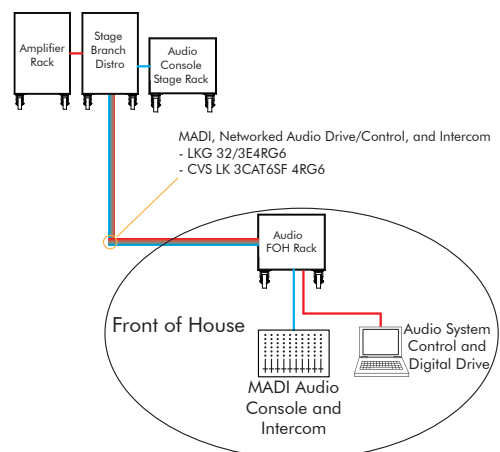 Amplifier
Rack
Stage
Branch
Distro
Audio
Console
Stage Rack
MADI, Networked Audio Drive/Control, and Intercom
- LKG 32/3E4RG6
- CVS LK 3CAT6SF 4RG6
Audio
FOH Rack
Front of House
MADI Audio
Console and
Intercom
Audio System
Control and
Digital Drive